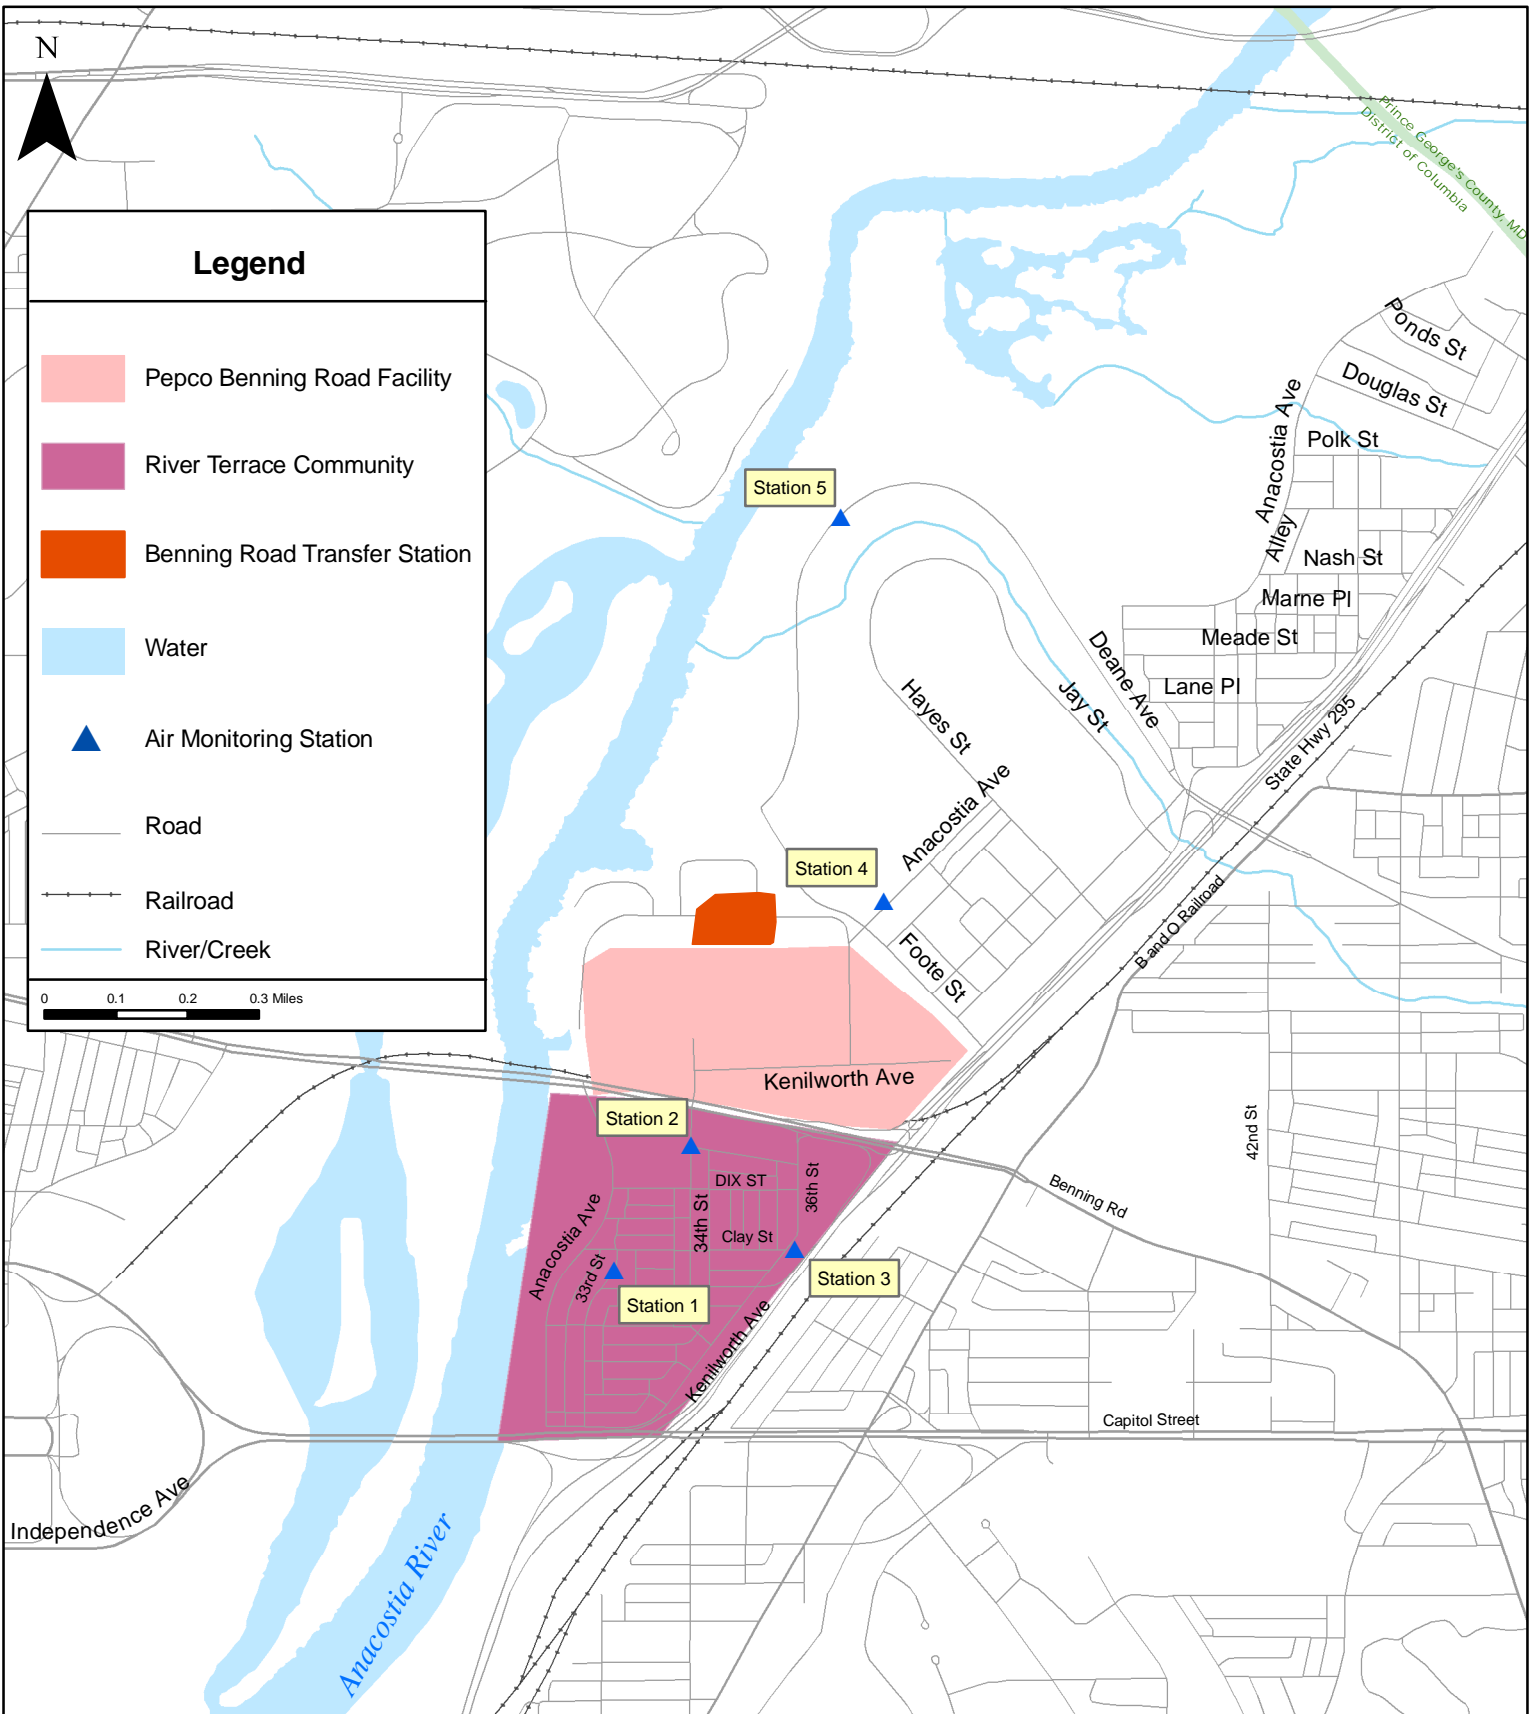 N
Prince George's County, MD
District of Columbia
Legend
Pepco Benning Road Facility
River Terrace Community
Benning Road Transfer Station
Water
Air Monitoring Station
Road
Railroad
River/Creek
0 0.1 0.2 0.3 Miles
Ponds St
Douglas St
Anacostia Ave
Polk St
Station 5
Alley
Nash St
Marne Pl
Meade St
Deane Ave
Lane Pl
Jay St
Hayes St
State Hwy 295
Anacostia Ave
Station 4
B and O Railroad
Foote St
Kenilworth Ave
Station 2
42nd St
DIX ST
36th St
Benning Rd
34th St
Anacostia Ave
Clay St
33rd St
Station 3
Station 1
Kenilworth Ave
Capitol Street
Independence Ave
Anacostia River